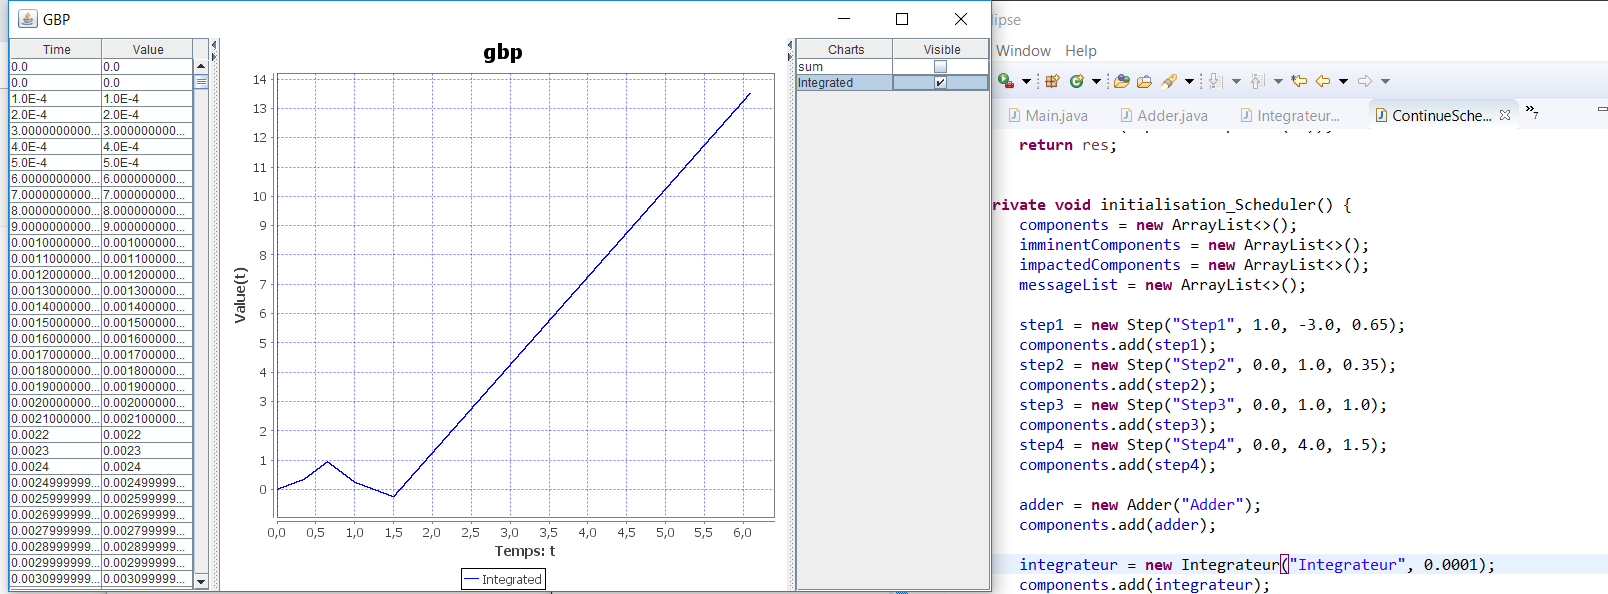 GBP
Time Value
0.0 0.0
0.0 0.0
1.0E-4 1.0E-4
2.0E-4 2.0E-4
3.0000000000... 3.000000000...
4.0E-4 4.0E-4
5.0E-4 5.0E-4
6.0000000000... 6.000000000...
7.0000000000... 7.000000000...
8.0000000000... 8.000000000...
9.0000000000... 9.000000000...
0.0010000000... 0.001000000...
0.0011000000... 0.001100000...
0.0012000000... 0.001200000...
0.0013000000... 0.001300000...
0.0014000000... 0.001400000...
0.0015000000... 0.001500000...
0.0016000000... 0.001600000...
0.0017000000... 0.001700000...
0.0018000000... 0.001800000...
0.0019000000... 0.001900000...
0.0020000000... 0.002000000...
0.0021000000... 0.002100000...
0.0022 0.0022
0.0023 0.0023
0.0024 0.0024
0.0024999999... 0.002499999...
0.0025999999... 0.002599999...
0.0026999999... 0.002699999...
0.0027999999... 0.002799999...
0.0028999999... 0.002899999...
0.0029999999... 0.002999999...
0.0030999999... 0.003099999...
gbp
Value(t)
14
13
12
11
10
9
8
7
6
5
4
3
2
1
0
0,0 0,5 1,0 1,5 2,0 2,5 3,0 3,5 4,0 4,5 5,0 5,5 6,0
Temps: t
Integrated
Charts Visible
sum
Integrated
lipse
Window Help
Main.java Adder.java Integrateur... ContinueSche... 7
return res;
rivate void initialisation_Scheduler() {
components = new ArrayList<>();
imminentComponents = new ArrayList<>();
impactedComponents = new ArrayList<>();
messageList = new ArrayList<>();
step1 = new Step("Step1", 1.0, -3.0, 0.65);
components.add(step1);
step2 = new Step("Step2", 0.0, 1.0, 0.35);
components.add(step2);
step3 = new Step("Step3", 0.0, 1.0, 1.0);
components.add(step3);
step4 = new Step("Step4", 0.0, 4.0, 1.5);
components.add(step4);
adder = new Adder("Adder");
components.add(adder);
integrateur = new Integrateur("Integrateur", 0.0001);
components.add(integrateur);